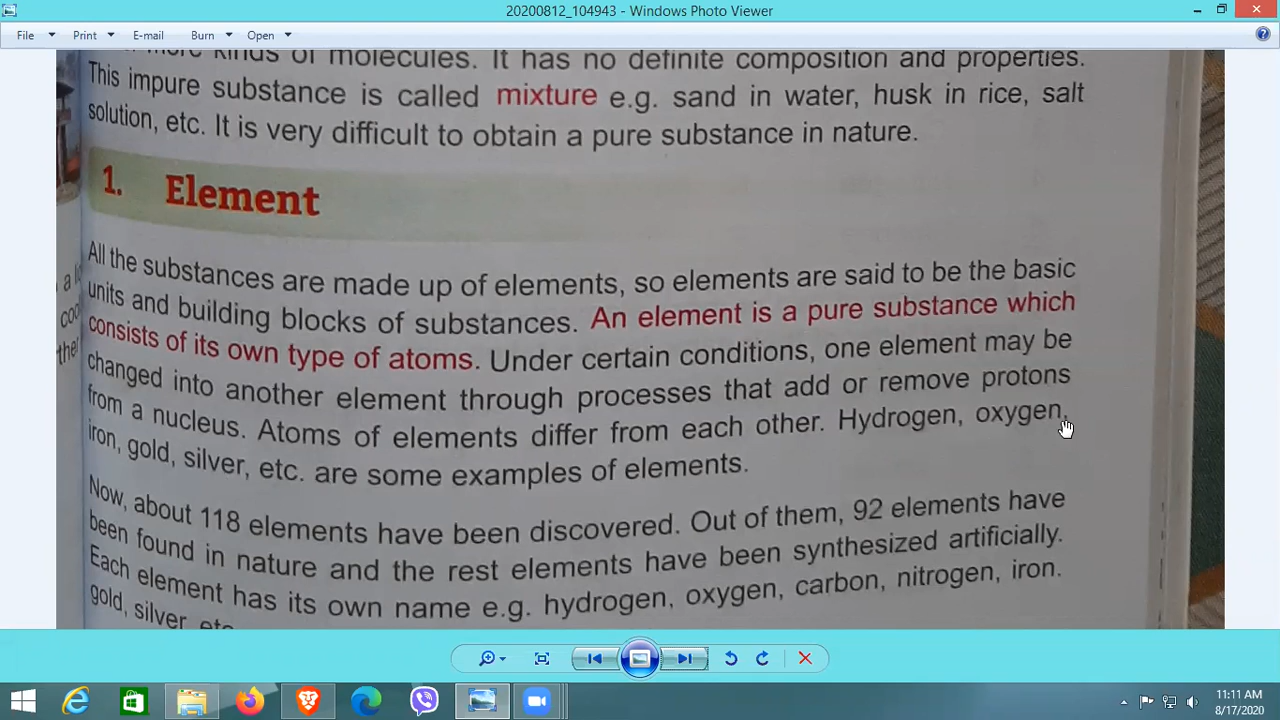 20200812_104943 - Windows Photo Viewer
File Print E-mail Burn Open
more kinds of molecules. It has no definite composition and properties.
This impure substance is called mixture e.g. sand in water, husk in rice, salt
solution, etc. It is very difficult to obtain a pure substance in nature.
1. Element
All the substances are made up of elements, so elements are said to be the basic
units and building blocks of substances. An element is a pure substance which
consists of its own type of atoms. Under certain conditions, one element may be
changed into another element through processes that add or remove protons
from a nucleus. Atoms of elements differ from each other. Hydrogen, oxygen,
iron, gold, silver, etc. are some examples of elements.
Now, about 118 elements have been discovered. Out of them, 92 elements have
been found in nature and the rest elements have been synthesized artificially.
Each element has its own name e.g. hydrogen, oxygen, carbon, nitrogen, iron.
gold, silver, etc.
11:11 AM
8/17/2020